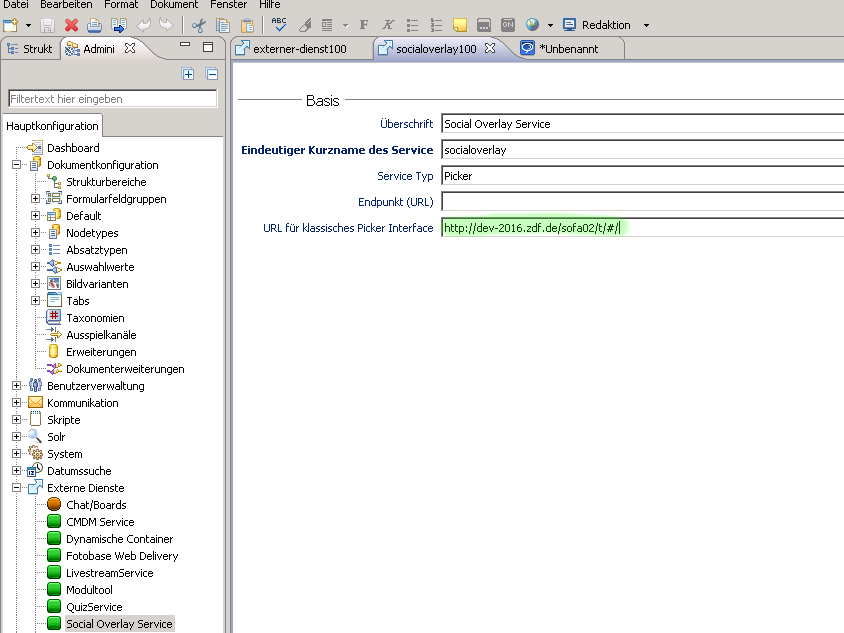 Datei Bearbeiten Format Dokument Fenster Hilfe
ABC F K ON Redaktion
Strukt Admini externer-dienst100 socialoverlay100 *Unbenannt
Filtertext hier eingeben
Hauptkonfiguration
Dashboard
Dokumentkonfiguration
Strukturbereiche
Formularfeldgruppen
Default
Nodetypes
Absatztypen
Auswahlwerte
Bildvarianten
Tabs
Taxonomien
Ausspielkanäle
Erweiterungen
Dokumenterweiterungen
Benutzerverwaltung
Kommunikation
Skripte
Solr
System
Datumssuche
Externe Dienste
Chat/Boards
CMDM Service
Dynamische Container
Fotobase Web Delivery
LivestreamService
Modultool
QuizService
Social Overlay Service
Basis
Überschrift Social Overlay Service
Eindeutiger Kurzname des Service socialoverlay
Service Typ Picker
Endpunkt (URL)
URL für klassisches Picker Interface http://dev-2016.zdf.de/sofa02/t/#/